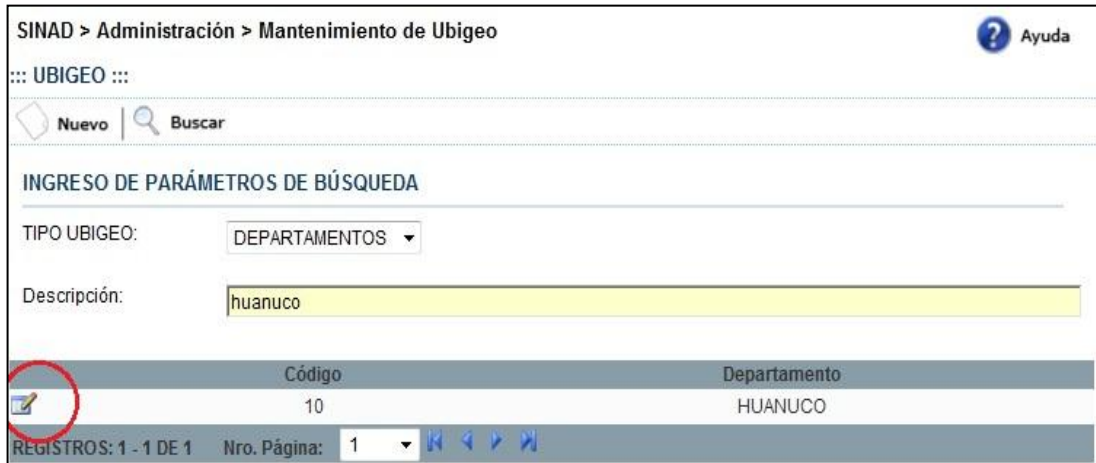 SINAD > Administración > Mantenimiento de Ubigeo
Ayuda
::: UBIGEO :::
Nuevo
Buscar
INGRESO DE PARÁMETROS DE BÚSQUEDA
TIPO UBIGEO: DEPARTAMENTOS
Descripción: huanuco
Código Departamento
10 HUANUCO
REGISTROS: 1 - 1 DE 1 Nro. Página: 1